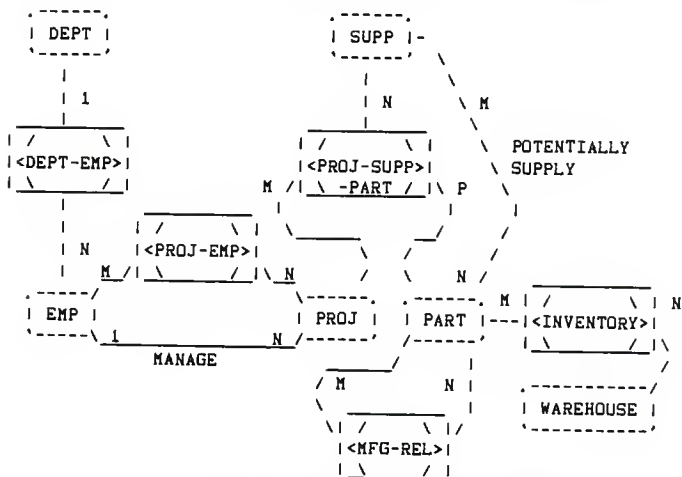 DEPT SUPP
1 N M
<DEPT-EMP> <PROJ-SUPP> POTENTIALLY
-PART SUPPLY
M P
N <PROJ-EMP>
M N N
EMP PROJ PART M <INVENTORY> N
1 N
MANAGE
M N WAREHOUSE
<MFG-REL>